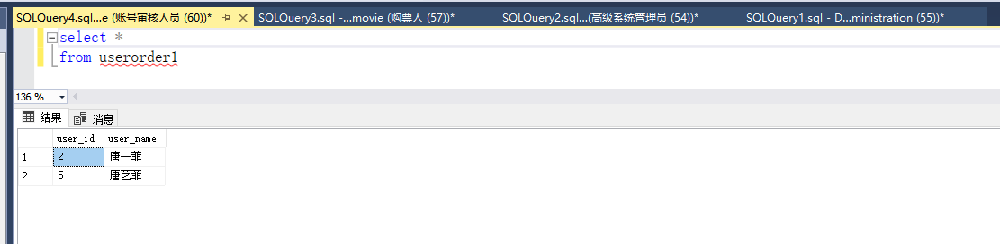 SQLQuery4.sql...e (账号审核人员 (60))* SQLQuery3.sql -...movie (购票人 (57))* SQLQuery2.sql...(高级系统管理员 (54))* SQLQuery1.sql - D...ministration (55))*
select *
from userorder1
136 %
结果 消息
user_id user_name
1 2 唐一菲
2 5 唐艺菲